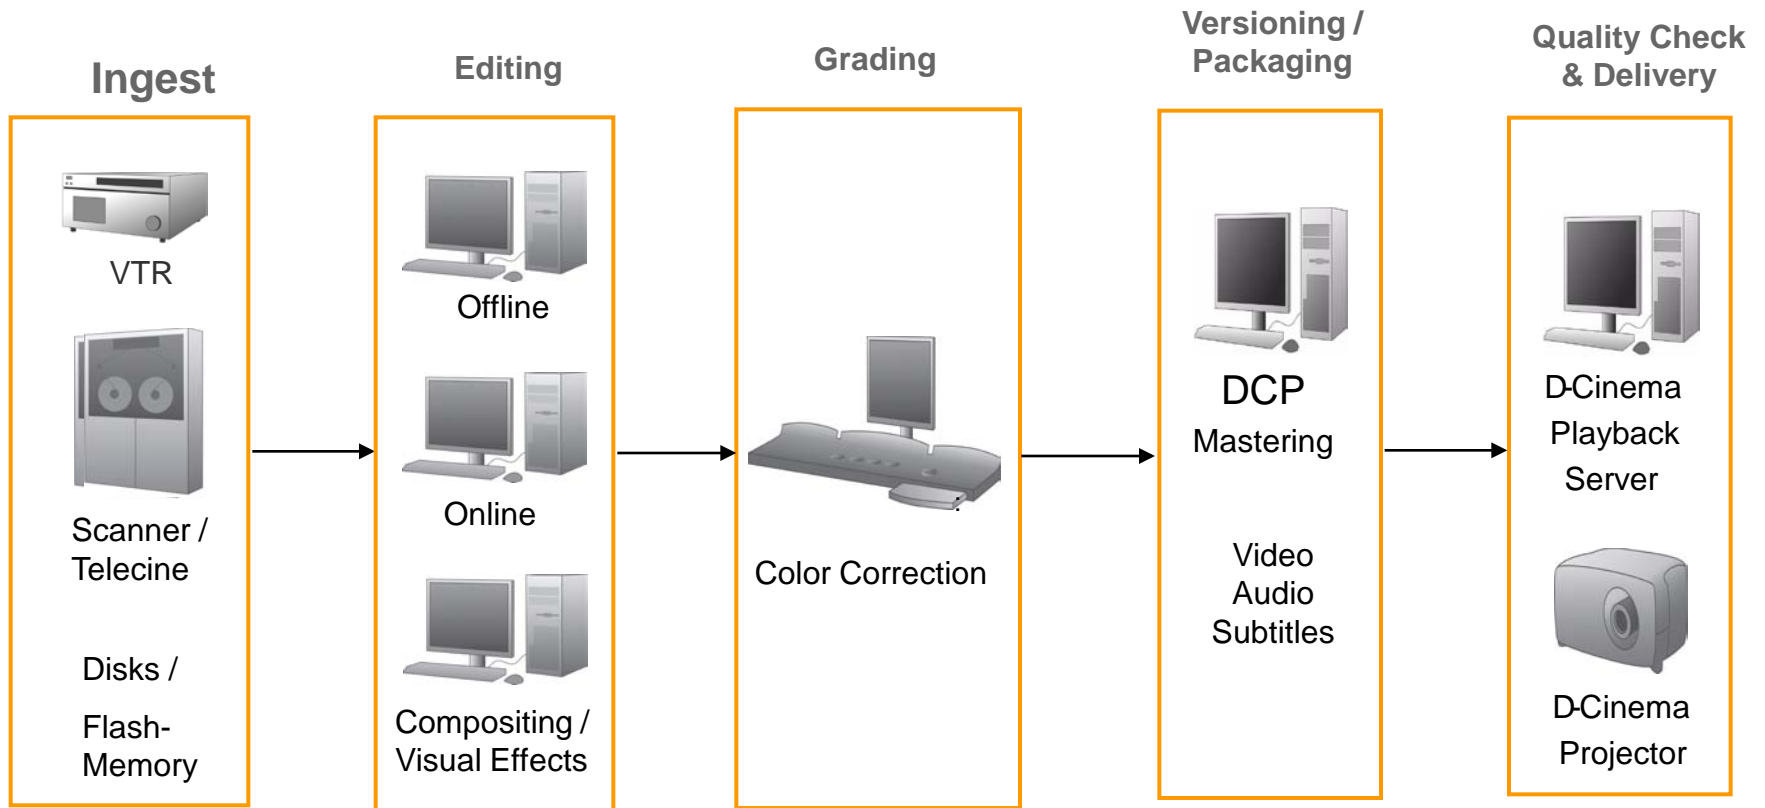 Ingest
VTR
Scanner /
Telecine
Disks /
Flash-
Memory
Editing
Offline
Online
Compositing /
Visual Effects
Grading
:
Color Correction
Versioning /
Packaging
DCP
Mastering
Video
Audio
Subtitles
Quality Check
& Delivery
D-Cinema
Playback
Server
D-Cinema
Projector